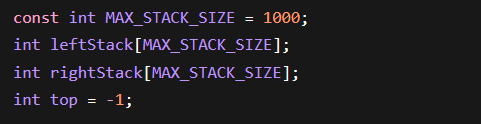 const int MAX_STACK_SIZE = 1000;
int leftStack[MAX_STACK_SIZE];
int rightStack[MAX_STACK_SIZE];
int top = -1;